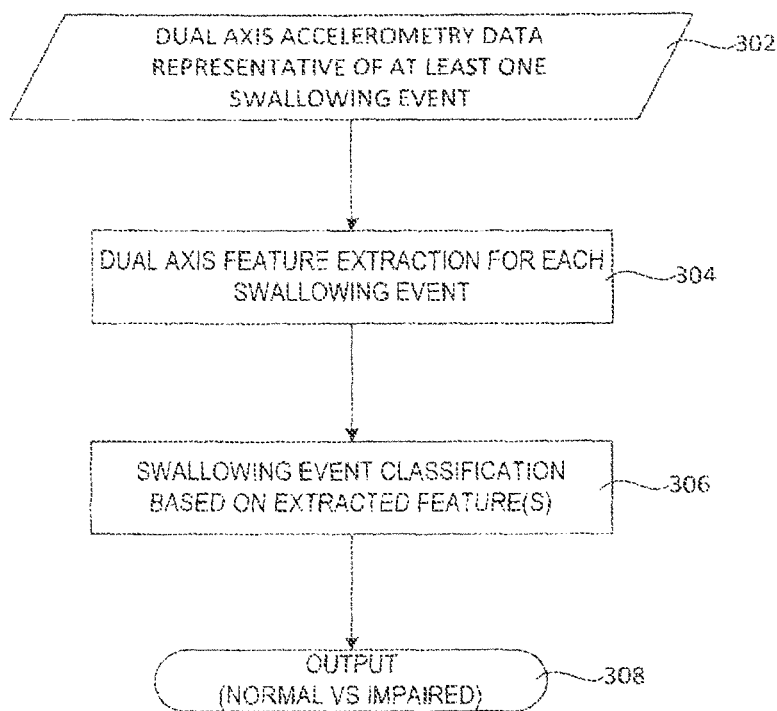 DUAL AXIS ACCELEROMETRY DATA
REPRESENTATIVE OF AT LEAST ONE
SWALLOWING EVENT
302
DUAL AXIS FEATURE EXTRACTION FOR EACH
SWALLOWING EVENT
304
SWALLOWING EVENT CLASSIFICATION
BASED ON EXTRACTED FEATURE(S)
306
OUTPUT
(NORMAL VS IMPAIRED)
308